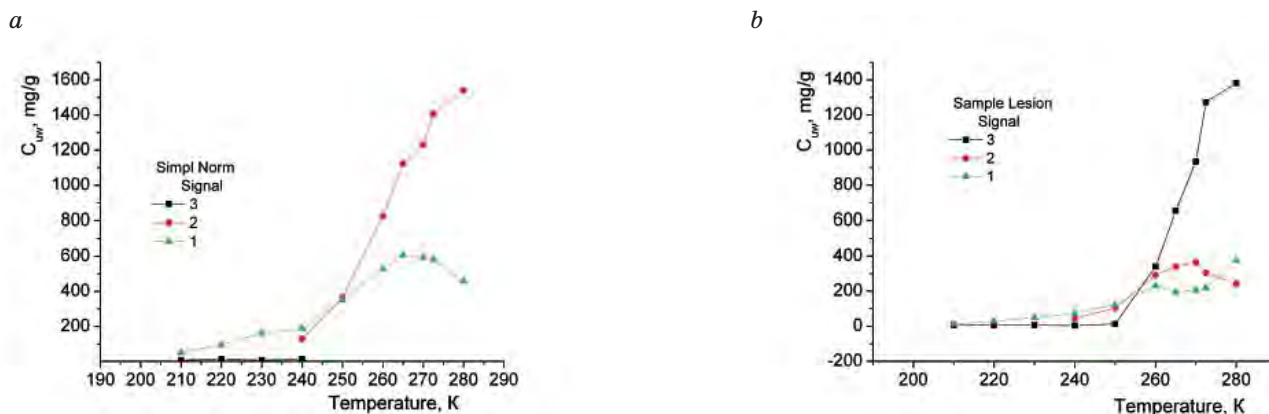 a
b
C_uw, mg/g
1600
1400
1200
1000
800
600
400
200
Simpl Norm
Signal
3
2
1
190 200 210 220 230 240 250 260 270 280 290
Temperature, K
C_uw, mg/g
1400
1200
1000
800
600
400
200
0
-200
Sample Lesion
Signal
3
2
1
200 220 240 260 280
Temperature, K